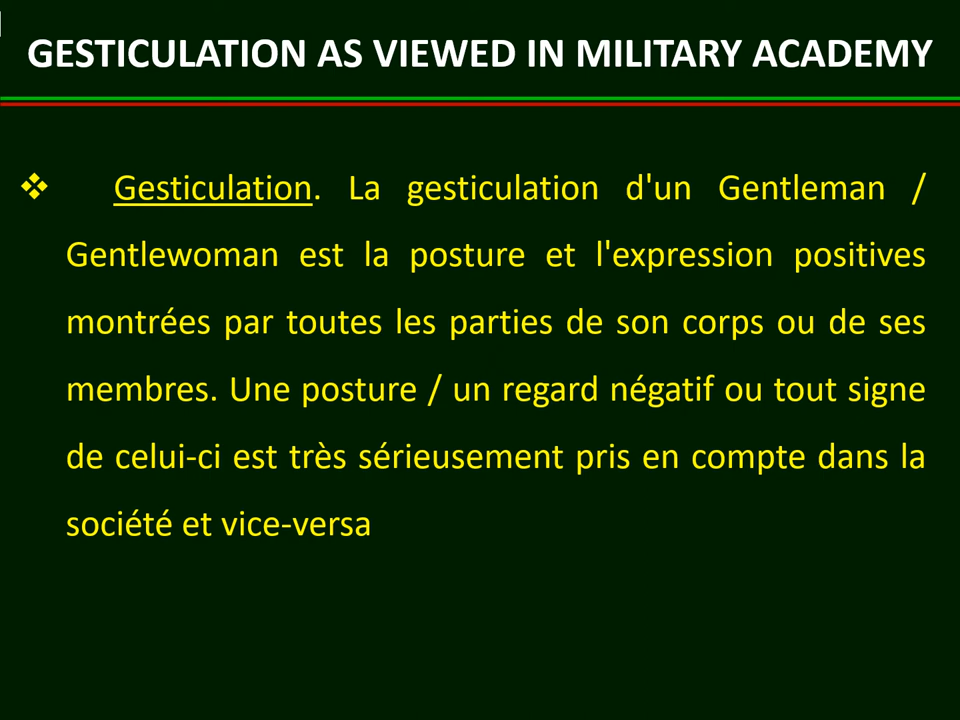 GESTICULATION AS VIEWED IN MILITARY ACADEMY
❖ Gesticulation. La gesticulation d'un Gentleman /
Gentlewoman est la posture et l'expression positives
montrées par toutes les parties de son corps ou de ses
membres. Une posture / un regard négatif ou tout signe
de celui-ci est très sérieusement pris en compte dans la
société et vice-versa